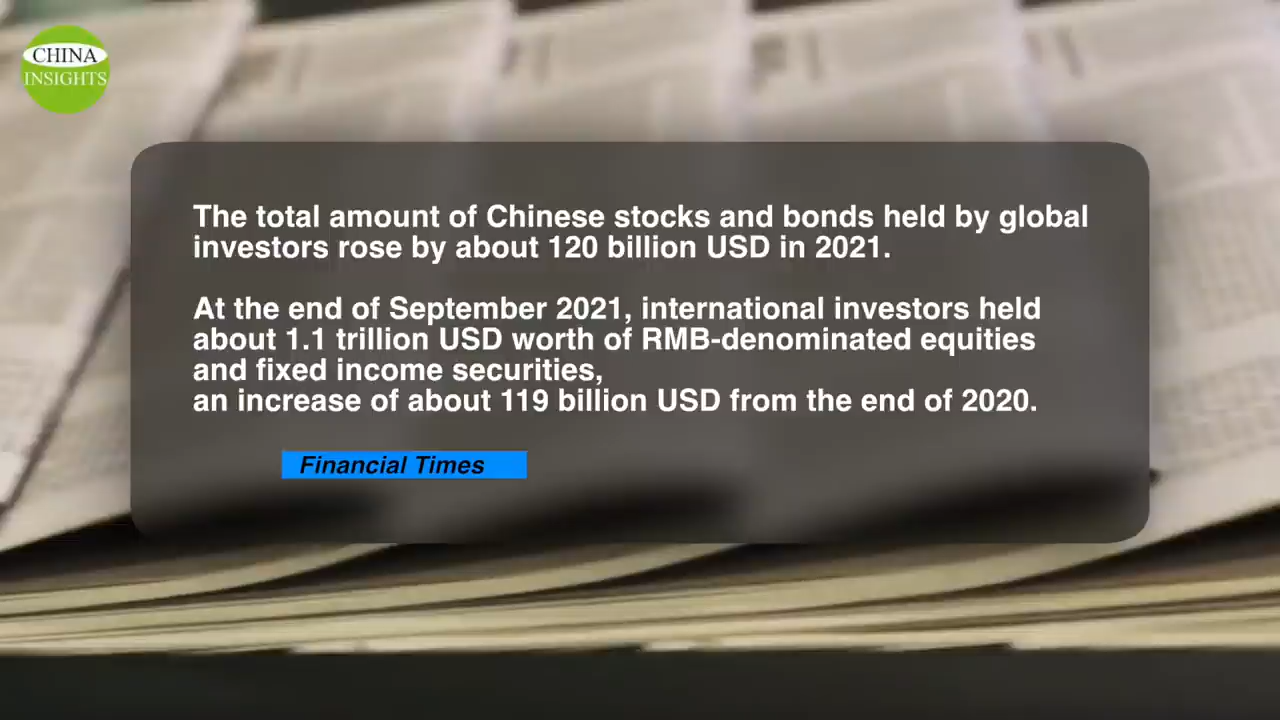 CHINA
INSIGHTS
The total amount of Chinese stocks and bonds held by global
investors rose by about 120 billion USD in 2021.
At the end of September 2021, international investors held
about 1.1 trillion USD worth of RMB-denominated equities
and fixed income securities,
an increase of about 119 billion USD from the end of 2020.
Financial Times